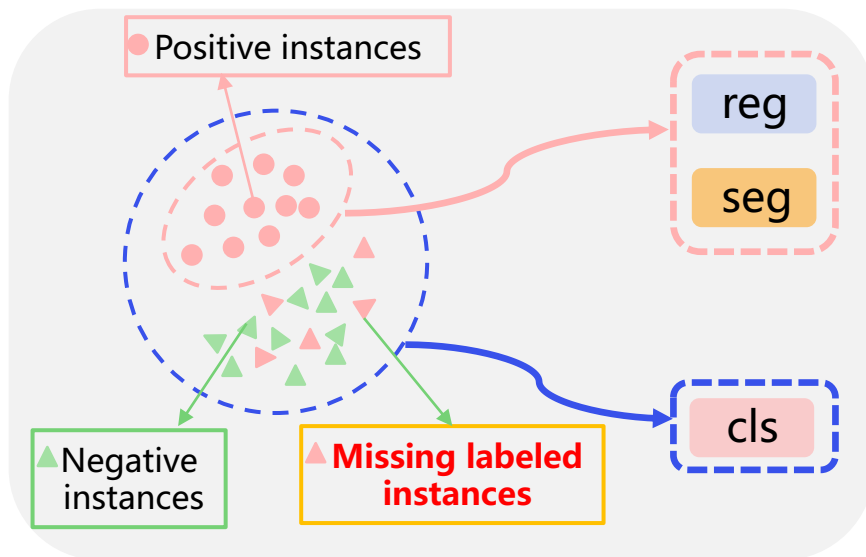 Positive instances
reg
seg
cls
Negative
instances
Missing labeled
instances